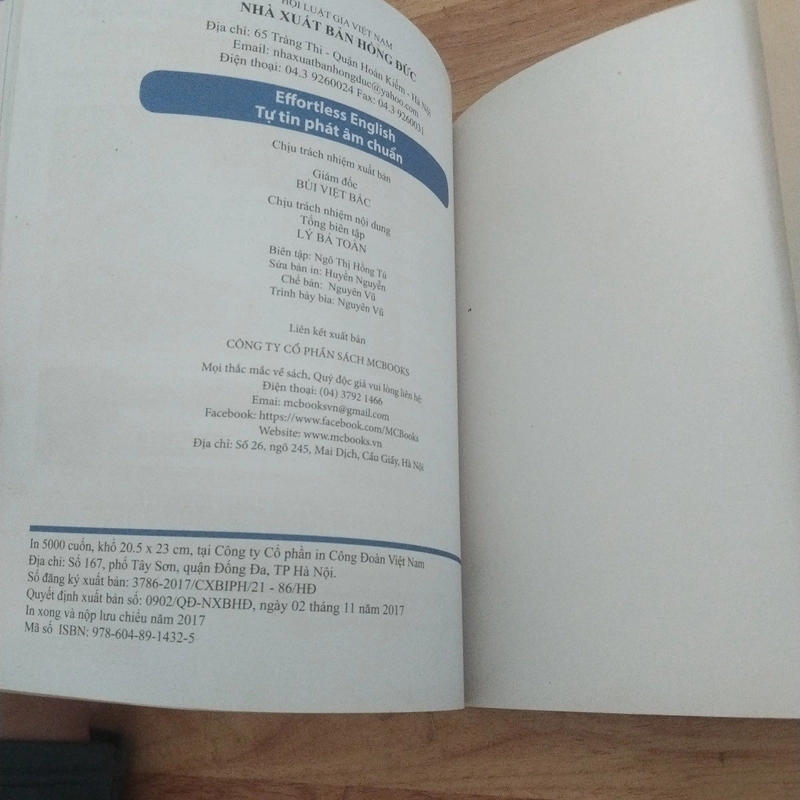 HỘI LUẬT GIA VIỆT NAM
NHÀ XUẤT BẢN HỒNG ĐỨC
Địa chỉ: 65 Tràng Thi - Quận Hoàn Kiếm - Hà Nội
Email: nhaxuatbanhongduc@yahoo.com
Điện thoại: 04.3 9260024 Fax: 04.3 9260031
Effortless English
Tự tin phát âm chuẩn
Chịu trách nhiệm xuất bản
Giám đốc
BÙI VIỆT BẮC
Chịu trách nhiệm nội dung
Tổng biên tập
LÝ BÁ TOÀN
Biên tập: Ngô Thị Hồng Tú
Sửa bản in: Huyền Nguyễn
Chế bản: Nguyên Vũ
Trình bày bìa: Nguyên Vũ
Liên kết xuất bản
CÔNG TY CỔ PHẦN SÁCH MCBOOKS
Mọi thắc mắc về sách, Quý độc giả vui lòng liên hệ:
Điện thoại: (04) 3792 1466
Emai: mcbooksvn@gmail.com
Facebook: https://www.facebook.com/MCBooks
Website: www.mcbooks.vn
Địa chỉ: Số 26, ngõ 245, Mai Dịch, Cầu Giấy, Hà Nội
In 5000 cuốn, khổ 20.5 x 23 cm, tại Công ty Cổ phần in Công Đoàn Việt Nam
Địa chỉ: Số 167, phố Tây Sơn, quận Đống Đa, TP Hà Nội.
Số đăng ký xuất bản: 3786-2017/CXBIPH/21 - 86/HĐ
Quyết định xuất bản số: 0902/QĐ-NXBHĐ, ngày 02 tháng 11 năm 2017
In xong và nộp lưu chiểu năm 2017
Mã số ISBN: 978-604-89-1432-5